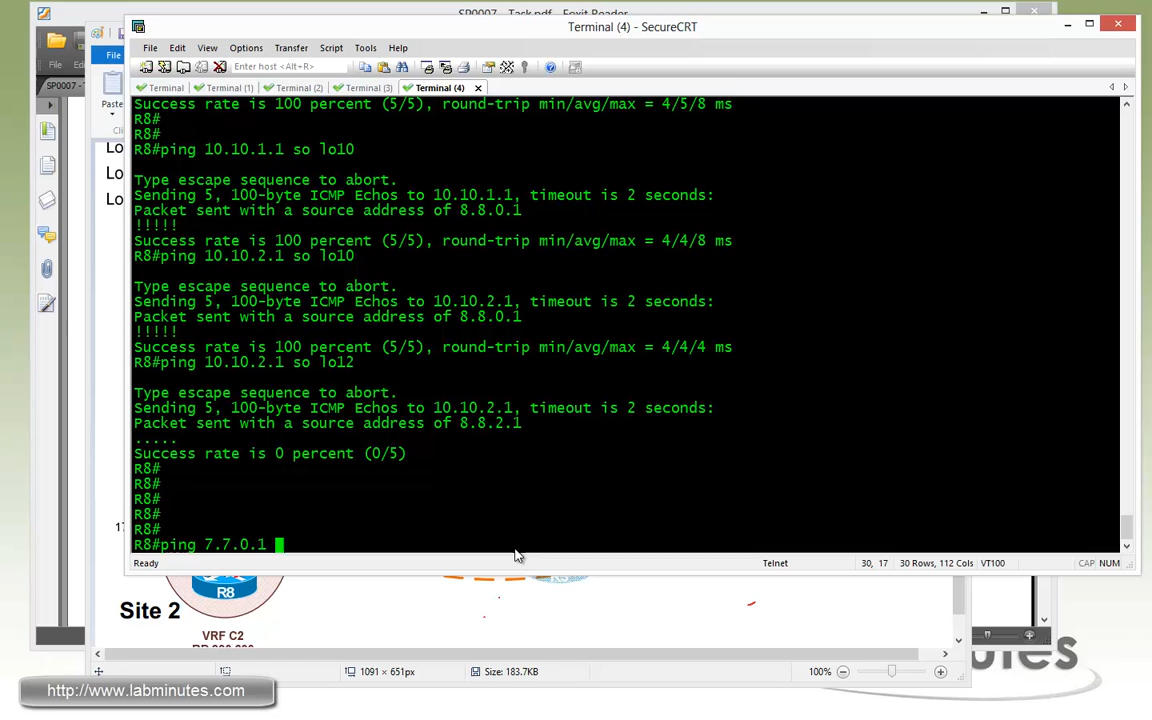 SP0007 - Task.pdf - Foxit Reader
Terminal (4) - SecureCRT
File Edit View Options Transfer Script Tools Help
Enter host <Alt+R>
Terminal Terminal (1) Terminal (2) Terminal (3) Terminal (4)
File
File
SP0007 -
Paste
Lo
Lo
Lo
17
Success rate is 100 percent (5/5), round-trip min/avg/max = 4/5/8 ms
R8#
R8#
R8#ping 10.10.1.1 so lo10
Type escape sequence to abort.
Sending 5, 100-byte ICMP Echos to 10.10.1.1, timeout is 2 seconds:
Packet sent with a source address of 8.8.0.1
!!!!!
Success rate is 100 percent (5/5), round-trip min/avg/max = 4/4/8 ms
R8#ping 10.10.2.1 so lo10
Type escape sequence to abort.
Sending 5, 100-byte ICMP Echos to 10.10.2.1, timeout is 2 seconds:
Packet sent with a source address of 8.8.0.1
!!!!!
Success rate is 100 percent (5/5), round-trip min/avg/max = 4/4/4 ms
R8#ping 10.10.2.1 so lo12
Type escape sequence to abort.
Sending 5, 100-byte ICMP Echos to 10.10.2.1, timeout is 2 seconds:
Packet sent with a source address of 8.8.2.1
.....
Success rate is 0 percent (0/5)
R8#
R8#
R8#
R8#
R8#
R8#ping 7.7.0.1
Ready Telnet 30, 17 30 Rows, 112 Cols VT100 CAP NUM
R8
Site 2
VRF C2
1091 × 651px Size: 183.7KB 100%
http://www.labminutes.com